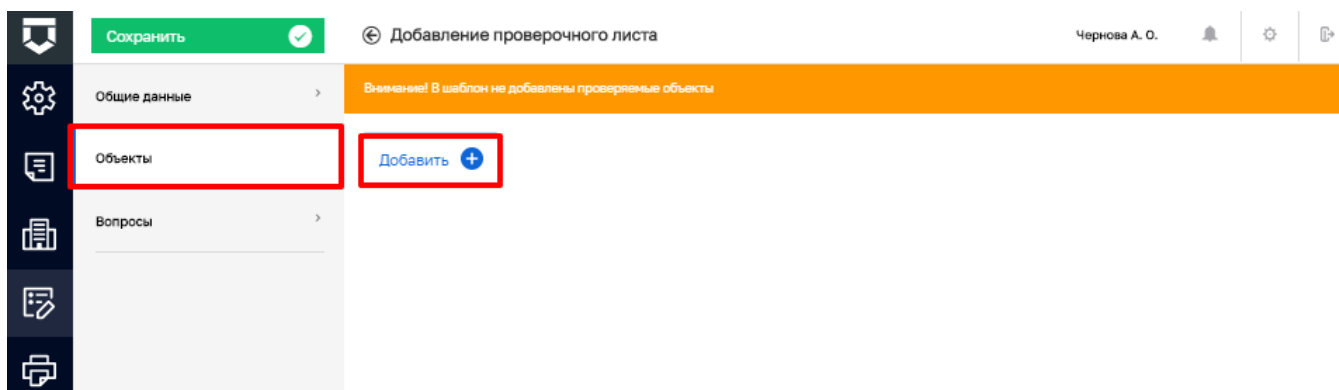 Сохранить
Добавление проверочного листа
Чернова А. О.
Общие данные
Внимание! В шаблон не добавлены проверяемые объекты
Объекты
Добавить
Вопросы